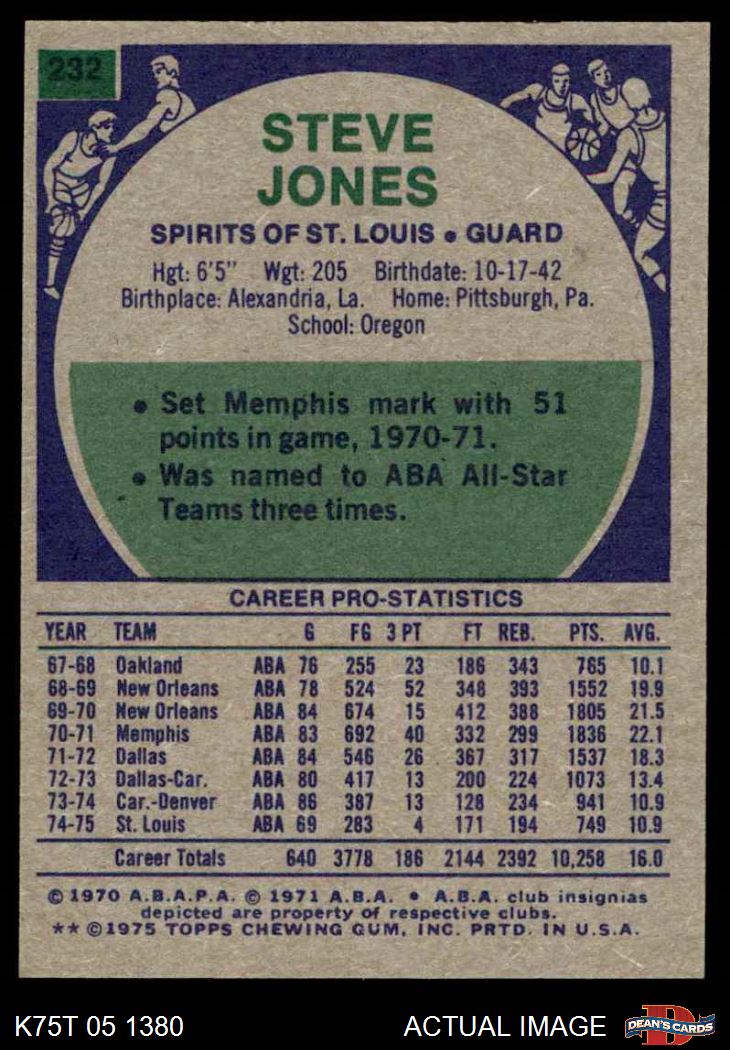 232
STEVE
JONES
SPIRITS OF ST. LOUIS • GUARD
Hgt: 6'5" Wgt: 205 Birthdate: 10-17-42
Birthplace: Alexandria, La. Home: Pittsburgh, Pa.
School: Oregon
• Set Memphis mark with 51
points in game, 1970-71.
• Was named to ABA All-Star
Teams three times.
CAREER PRO-STATISTICS
YEAR TEAM G FG 3 PT FT REB. PTS. AVG.
67-68 Oakland ABA 76 255 23 186 343 765 10.1
68-69 New Orleans ABA 78 524 52 348 393 1552 19.9
69-70 New Orleans ABA 84 674 15 412 388 1805 21.5
70-71 Memphis ABA 83 692 40 332 299 1836 22.1
71-72 Dallas ABA 84 546 26 367 317 1537 18.3
72-73 Dallas-Car. ABA 80 417 13 200 224 1073 13.4
73-74 Car.-Denver ABA 86 387 13 128 234 941 10.9
74-75 St. Louis ABA 69 283 4 171 194 749 10.9
Career Totals 640 3778 186 2144 2392 10,258 16.0
© 1970 A.B.A.P.A. © 1971 A.B.A. • A.B.A. club insignias
depicted are property of respective clubs.
** © 1975 TOPPS CHEWING GUM, INC. PRTD. IN U.S.A.
K75T 05 1380 ACTUAL IMAGE D DEAN'S CARDS